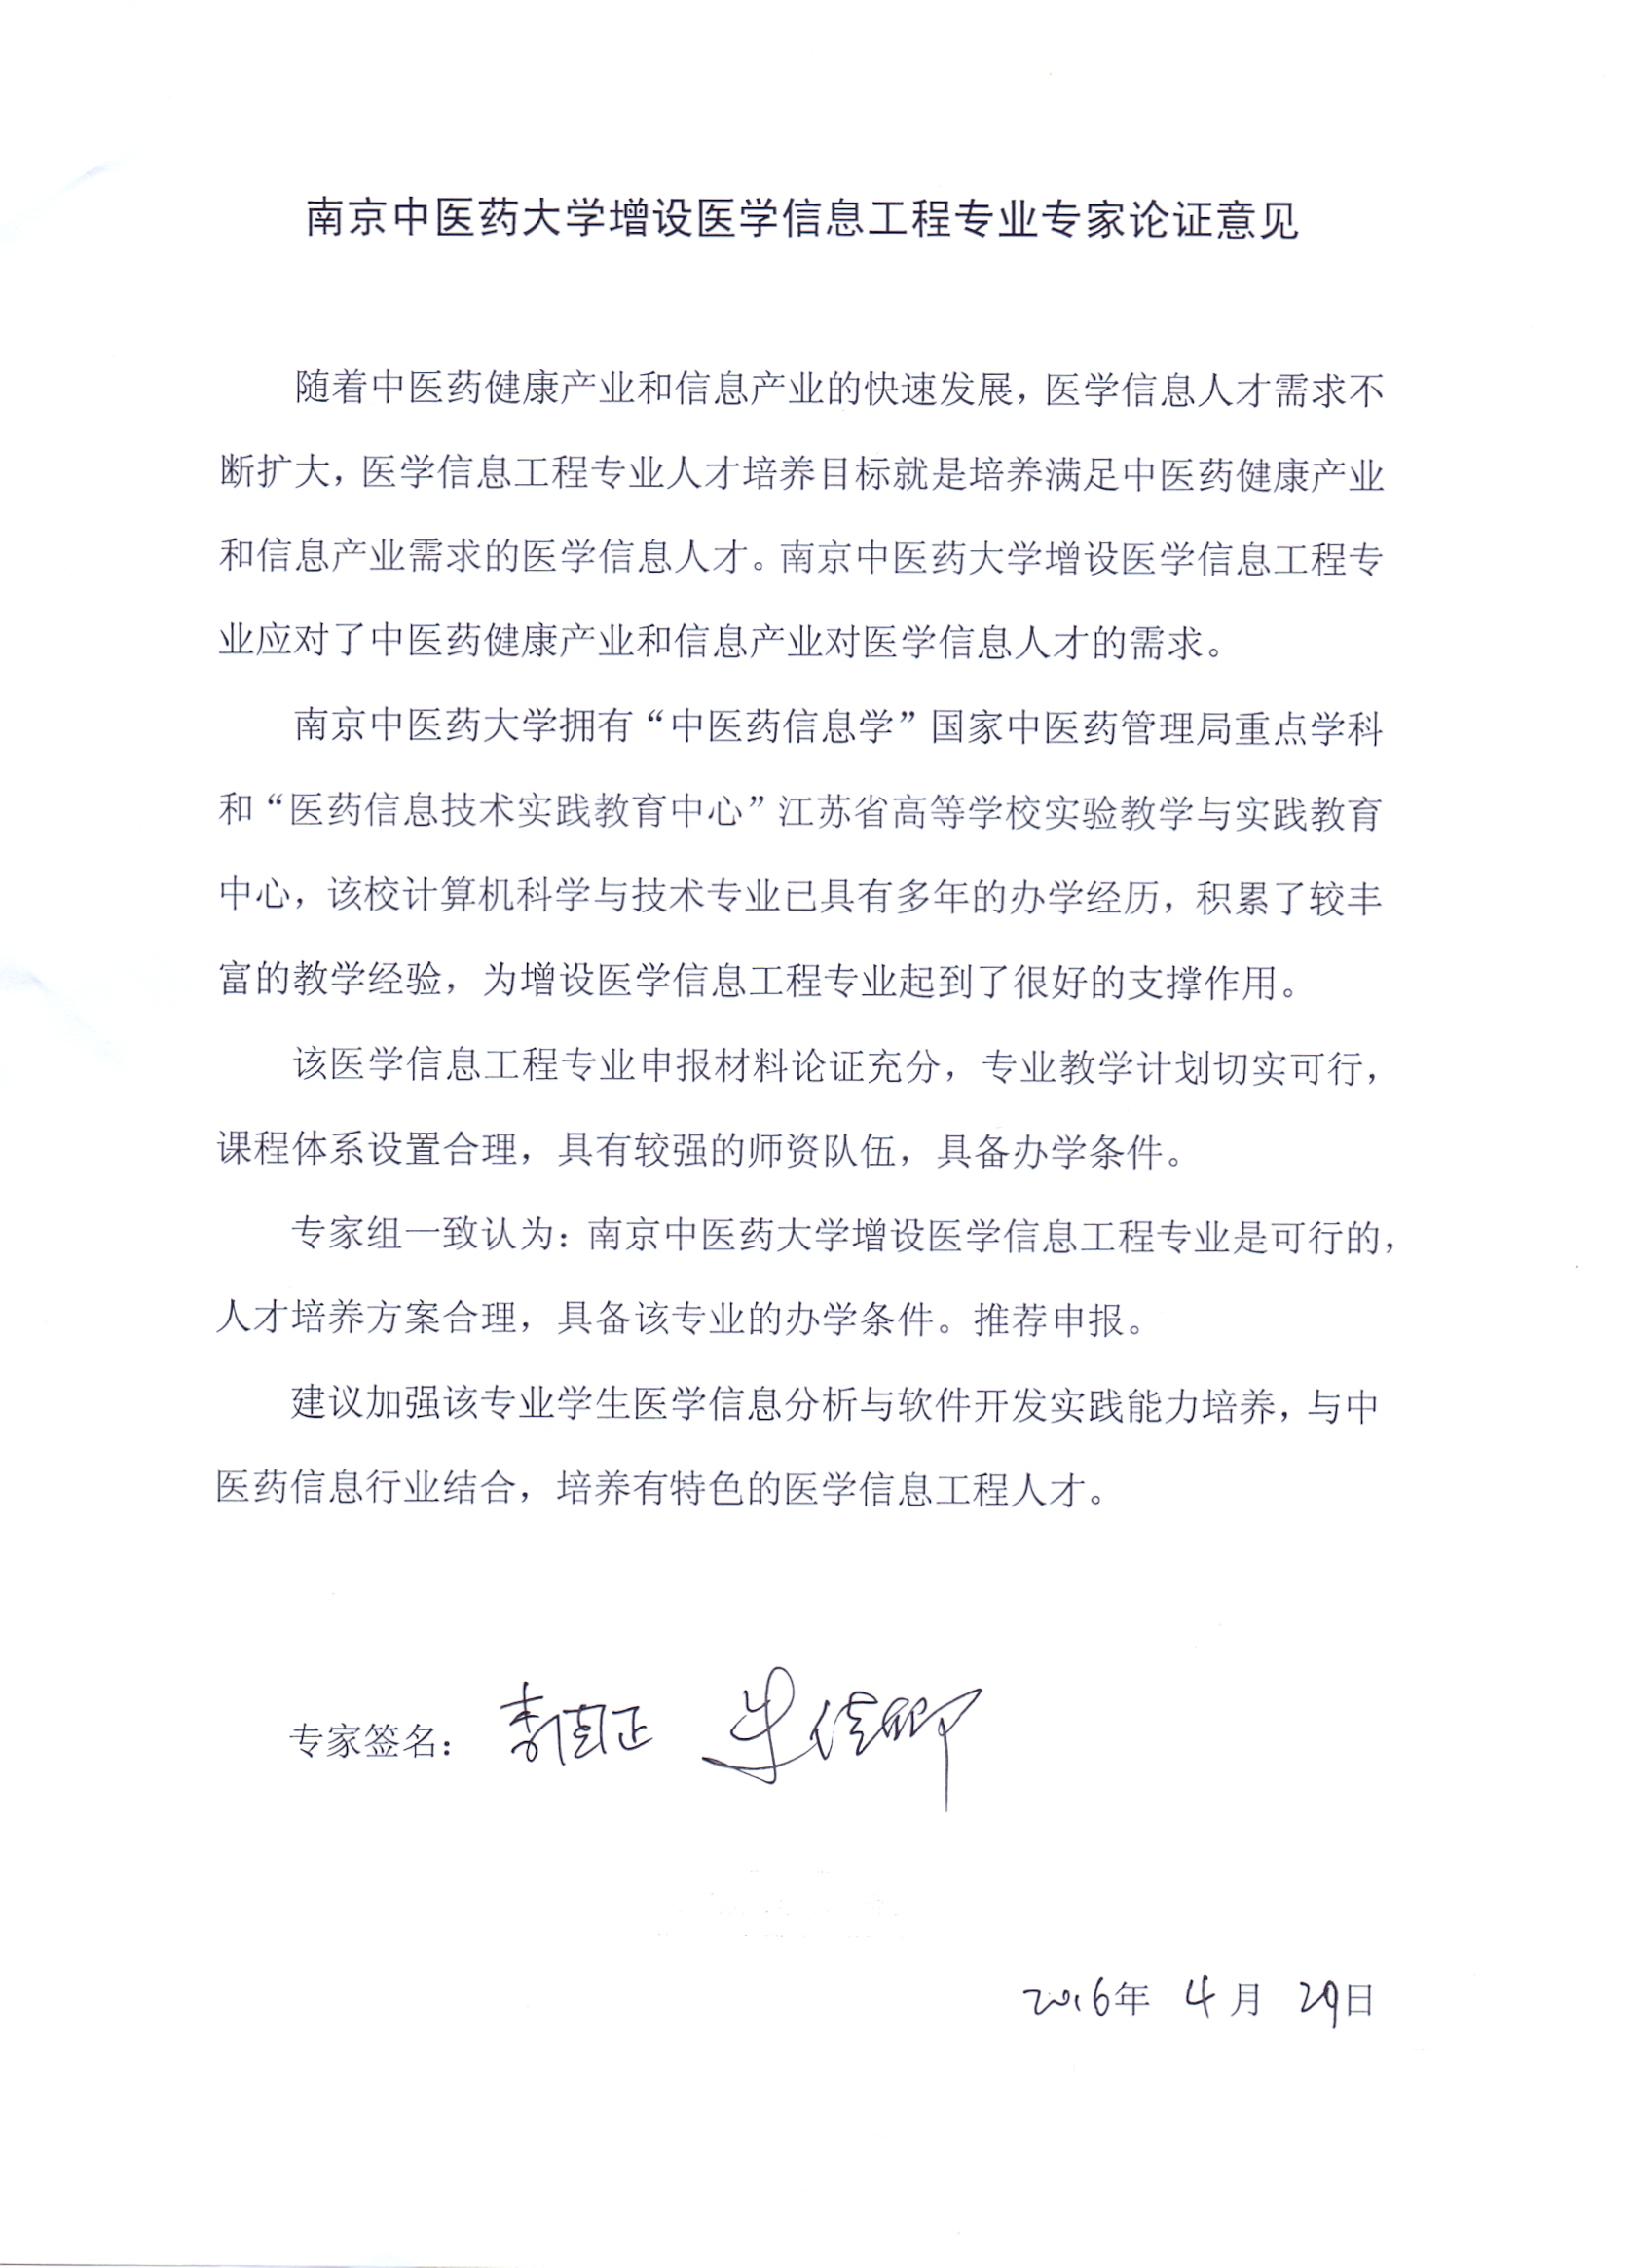 南京中医药大学增设医学信息工程专业专家论证意见
随着中医药健康产业和信息产业的快速发展，医学信息人才需求不
断扩大，医学信息工程专业人才培养目标就是培养满足中医药健康产业
和信息产业需求的医学信息人才。南京中医药大学增设医学信息工程专
业应对了中医药健康产业和信息产业对医学信息人才的需求。
南京中医药大学拥有“中医药信息学”国家中医药管理局重点学科
和“医药信息技术实践教育中心”江苏省高等学校实验教学与实践教育
中心，该校计算机科学与技术专业已具有多年的办学经历，积累了较丰
富的教学经验，为增设医学信息工程专业起到了很好的支撑作用。
该医学信息工程专业申报材料论证充分，专业教学计划切实可行，
课程体系设置合理，具有较强的师资队伍，具备办学条件。
专家组一致认为：南京中医药大学增设医学信息工程专业是可行的，
人才培养方案合理，具备该专业的办学条件。推荐申报。
建议加强该专业学生医学信息分析与软件开发实践能力培养，与中
医药信息行业结合，培养有特色的医学信息工程人才。
专家签名：
2016年 4月 29日